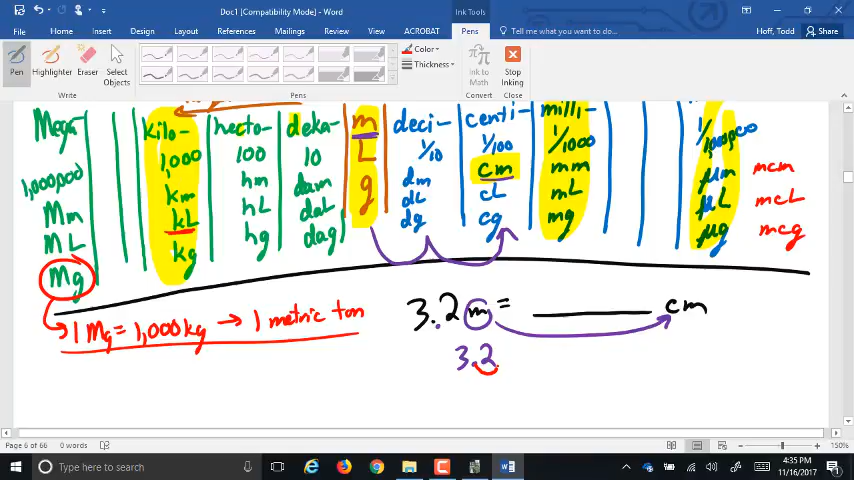 Doc1 [Compatibility Mode] - Word
Ink Tools
File Home Insert Layout References Mailings Review View ACROBAT Pens Tell me what you want to do... Hoff, Todd Share
Pen Highlighter Eraser Select Objects
Color
Thickness
Ink to Math
Stop Inking
Write Pens Convert Close
Mega kilo- hecto- deka- m deci- centi- milli-
1,000,000 1,000 100 10 L 1/10 1/100 1/1000 1/1,000,000
Mm km hm dam g dm cm mm μm mcm
ML kL hL daL dL cL mL μL mcL
Mg kg hg dag dg cg mg μg mcg
1 Mg = 1,000 kg → 1 metric ton
3.2 m = ________ cm
3.2
Page 6 of 66 0 words 150%
Type here to search
4:35 PM
11/16/2017